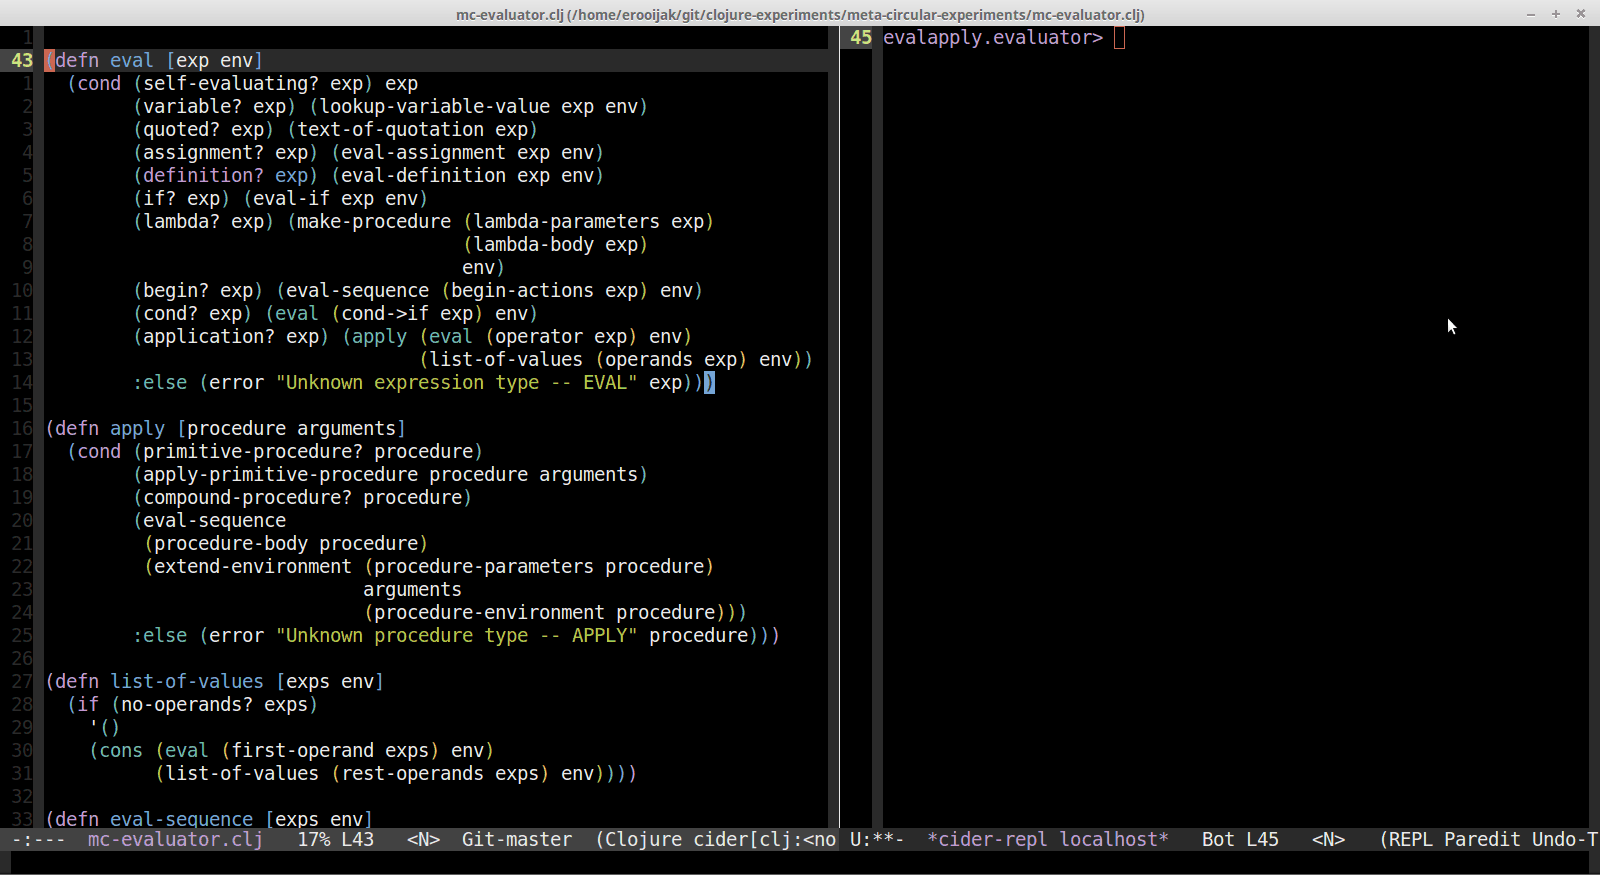 mc-evaluator.clj (/home/erooijak/git/clojure-experiments/meta-circular-experiments/mc-evaluator.clj)
1
43 (defn eval [exp env]
1 (cond (self-evaluating? exp) exp
2 (variable? exp) (lookup-variable-value exp env)
3 (quoted? exp) (text-of-quotation exp)
4 (assignment? exp) (eval-assignment exp env)
5 (definition? exp) (eval-definition exp env)
6 (if? exp) (eval-if exp env)
7 (lambda? exp) (make-procedure (lambda-parameters exp)
8 (lambda-body exp)
9 env)
10 (begin? exp) (eval-sequence (begin-actions exp) env)
11 (cond? exp) (eval (cond->if exp) env)
12 (application? exp) (apply (eval (operator exp) env)
13 (list-of-values (operands exp) env))
14 :else (error "Unknown expression type -- EVAL" exp)))
15
16 (defn apply [procedure arguments]
17 (cond (primitive-procedure? procedure)
18 (apply-primitive-procedure procedure arguments)
19 (compound-procedure? procedure)
20 (eval-sequence
21 (procedure-body procedure)
22 (extend-environment (procedure-parameters procedure)
23 arguments
24 (procedure-environment procedure)))
25 :else (error "Unknown procedure type -- APPLY" procedure)))
26
27 (defn list-of-values [exps env]
28 (if (no-operands? exps)
29 '()
30 (cons (eval (first-operand exps) env)
31 (list-of-values (rest-operands exps) env))))
32
33 (defn eval-sequence [exps env]
-:--- mc-evaluator.clj 17% L43 <N> Git-master (Clojure cider[clj:<no
45 evalapply.evaluator>
U:**- *cider-repl localhost* Bot L45 <N> (REPL Paredit Undo-T